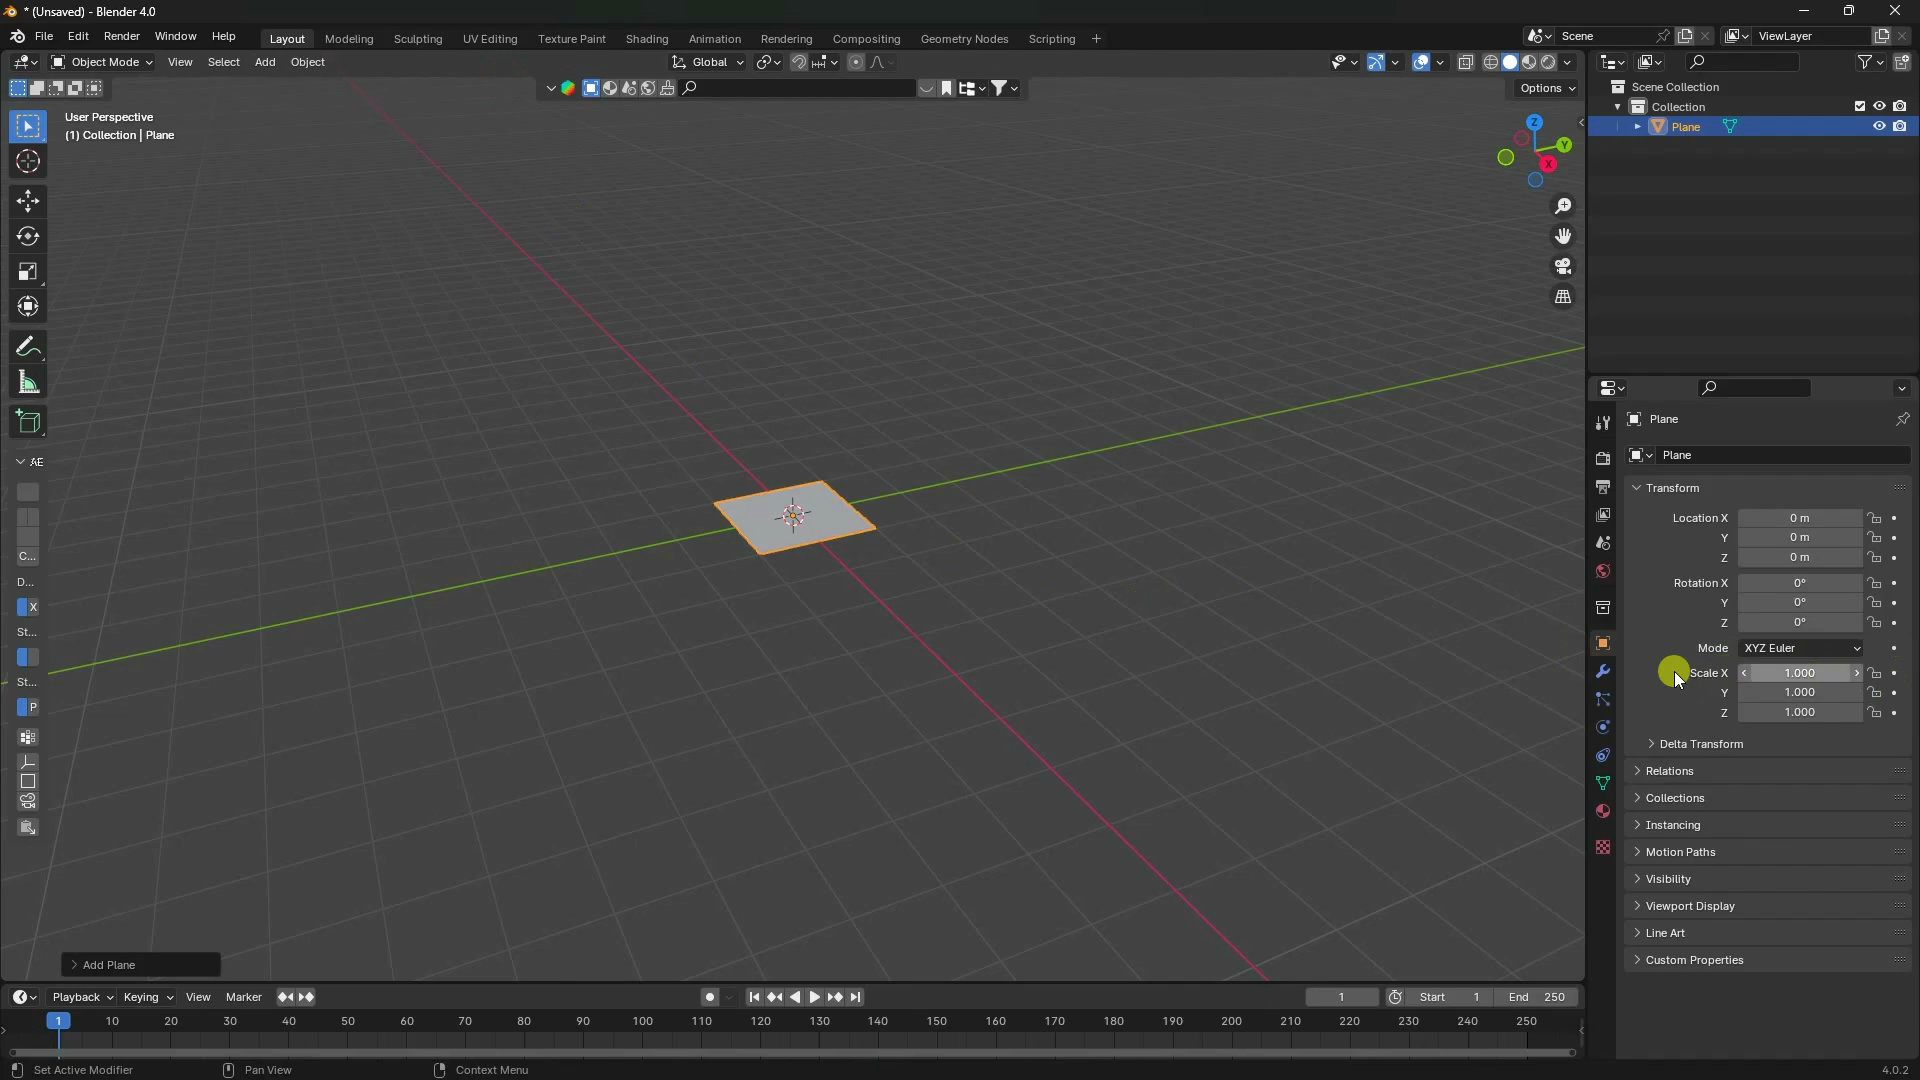 * (Unsaved) - Blender 4.0
File Edit Render Window Help
Layout Modeling Sculpting UV Editing Texture Paint Shading Animation Rendering Compositing Geometry Nodes Scripting +
Scene
ViewLayer
Object Mode View Select Add Object
Global
Options
User Perspective
(1) Collection | Plane
Z
Y
X
AE
C...
D...
X
St...
St...
P
> Add Plane
Scene Collection
Collection
Plane
Plane
Plane
Transform
Location X 0 m
Y 0 m
Z 0 m
Rotation X 0°
Y 0°
Z 0°
Mode XYZ Euler
Scale X 1.000
Y 1.000
Z 1.000
Delta Transform
Relations
Collections
Instancing
Motion Paths
Visibility
Viewport Display
Line Art
Custom Properties
Playback Keying View Marker
1
Start 1 End 250
1 10 20 30 40 50 60 70 80 90 100 110 120 130 140 150 160 170 180 190 200 210 220 230 240 250
Set Active Modifier Pan View Context Menu
4.0.2